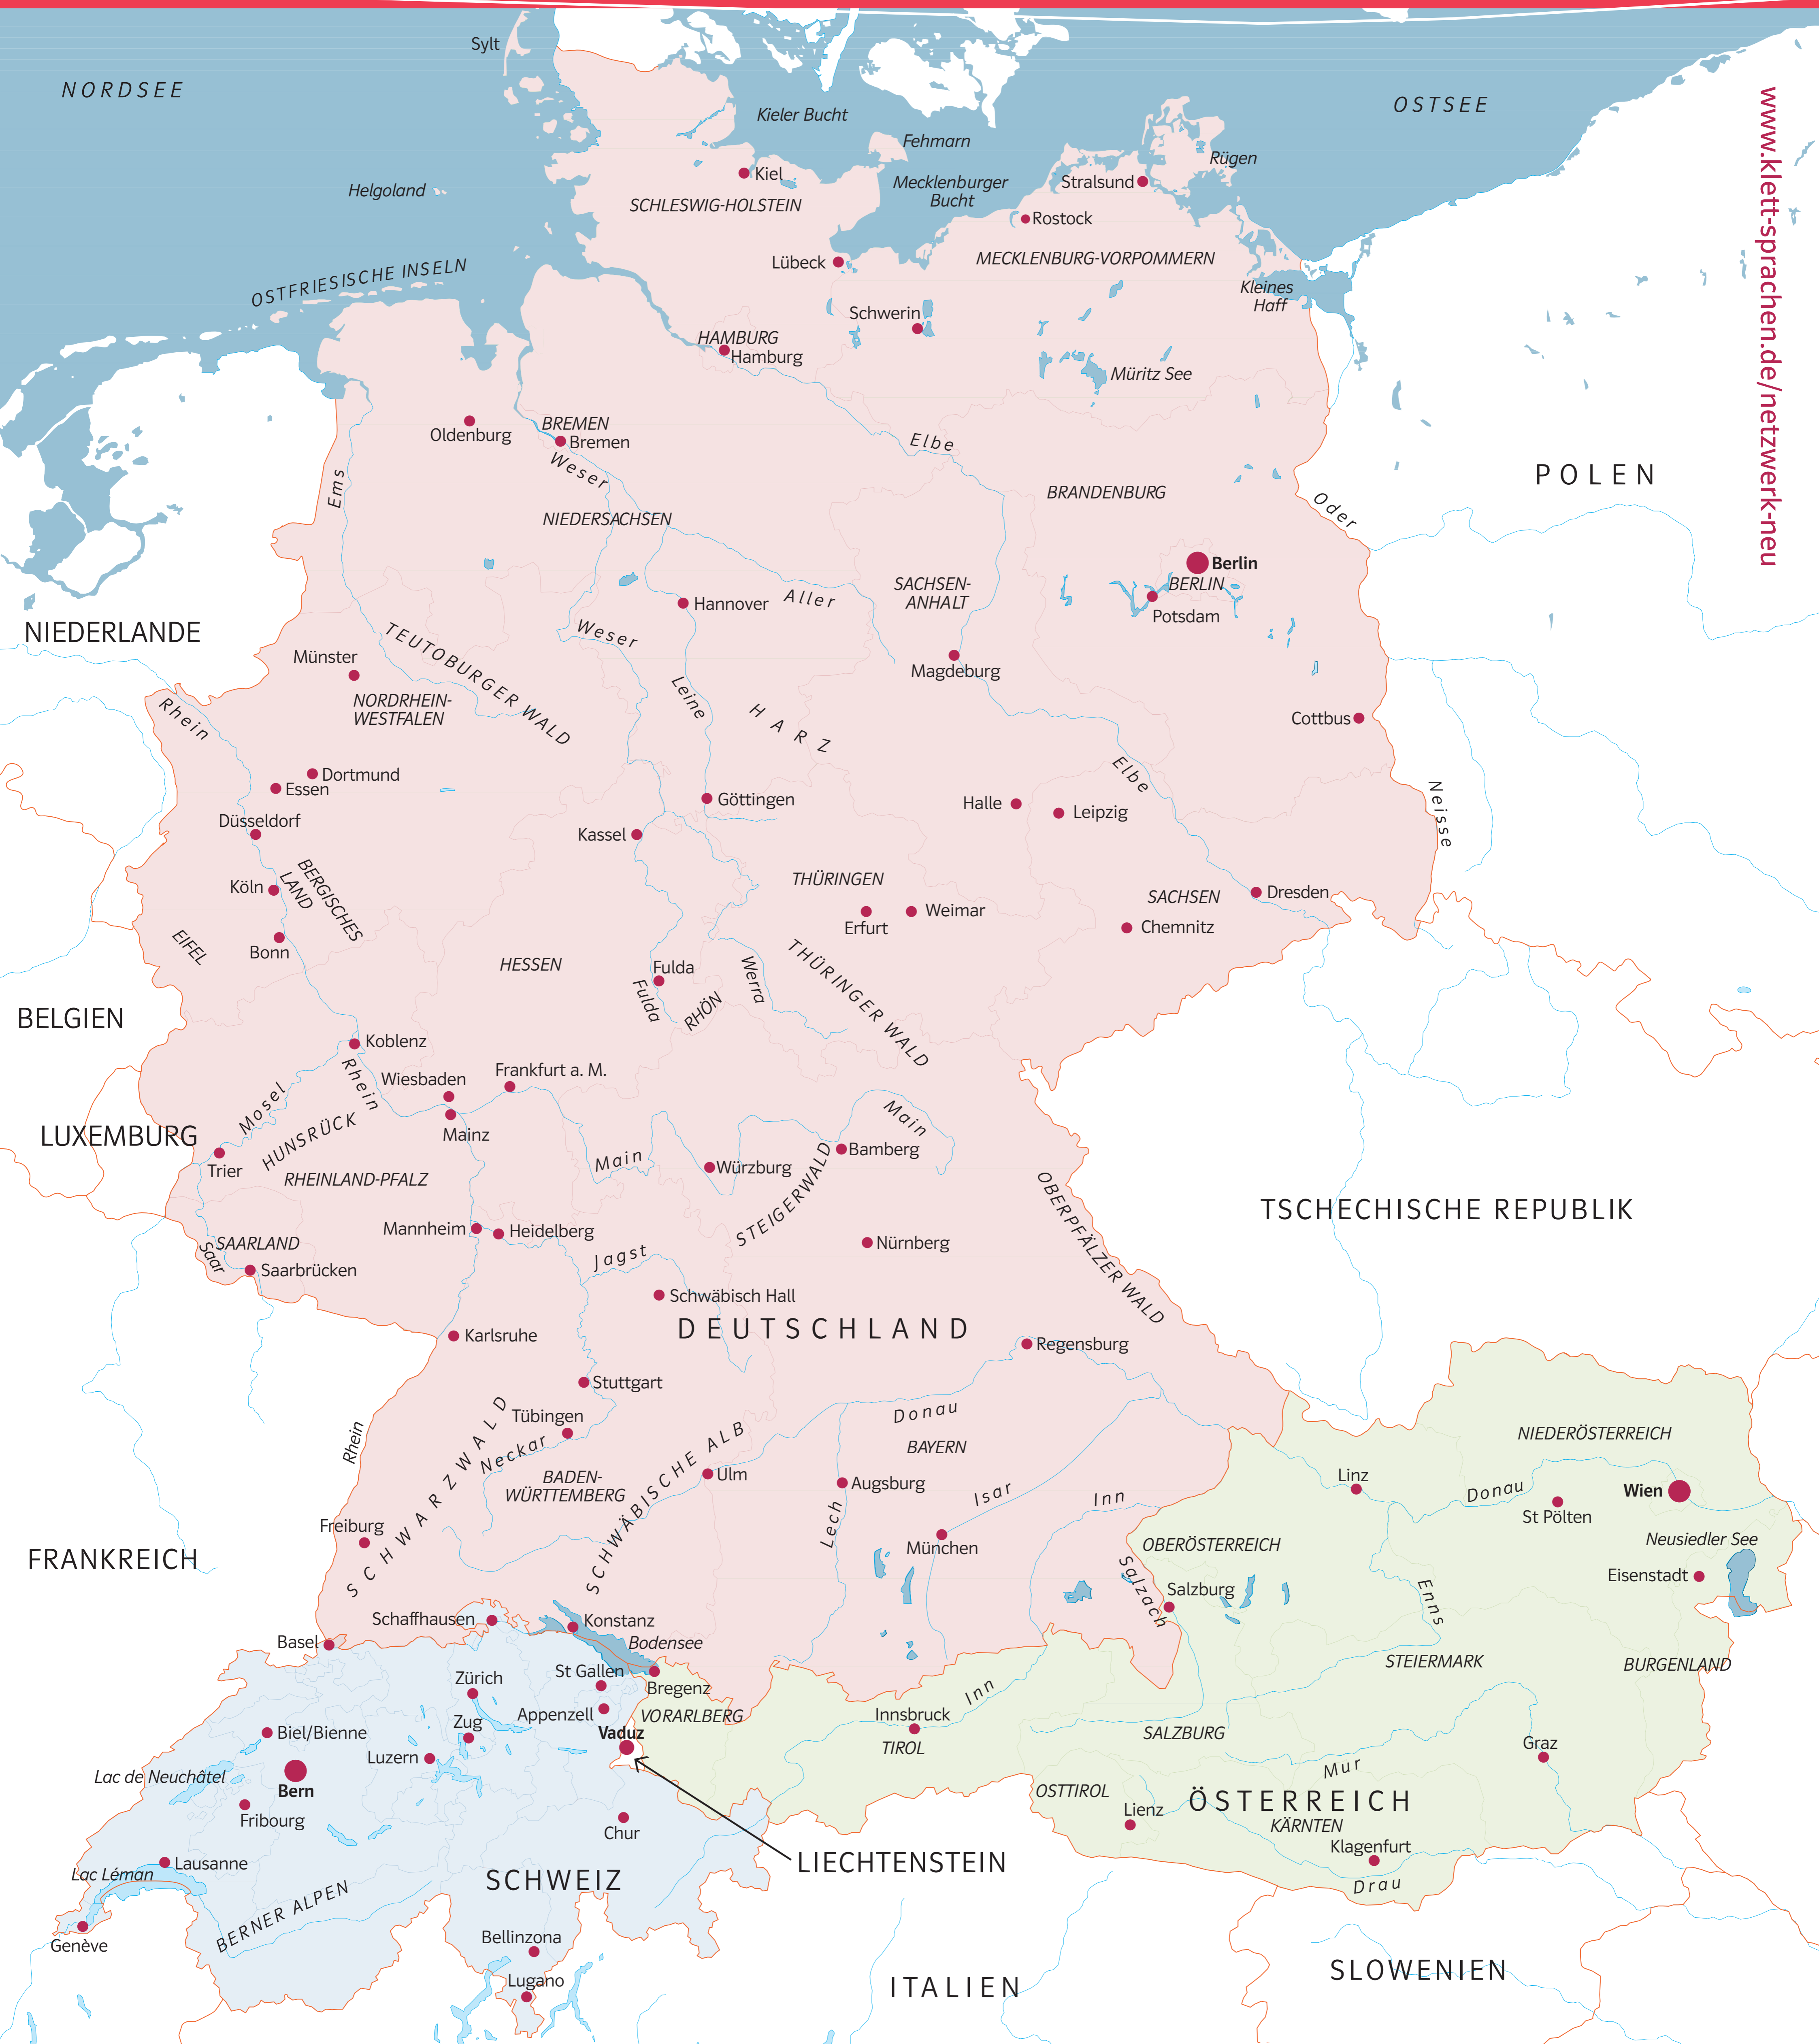 Sylt
NORDSEE
OSTSEE
www.klett-sprachen.de/netzwerk-neu
Kieler Bucht
Fehmarn
Rügen
Kiel
Stralsund
Helgoland
Mecklenburger
Bucht
SCHLESWIG-HOLSTEIN
Rostock
Lübeck
MECKLENBURG-VORPOMMERN
OSTFRIESISCHE INSELN
Kleines
Haff
Schwerin
HAMBURG
Hamburg
Müritz See
Oldenburg
BREMEN
Bremen
Elbe
Weser
Ems
POLEN
BRANDENBURG
Oder
NIEDERSACHSEN
Berlin
BERLIN
SACHSEN-
ANHALT
Aller
Hannover
Potsdam
NIEDERLANDE
Weser
TEUTOBURGER WALD
Münster
Magdeburg
Leine
NORDRHEIN-
WESTFALEN
Rhein
HARZ
Cottbus
Elbe
Dortmund
Essen
Göttingen
Halle
Leipzig
Neisse
Düsseldorf
Kassel
Köln
BERGISCHES
LAND
THÜRINGEN
SACHSEN
Dresden
Erfurt
Weimar
Chemnitz
EIFEL
Bonn
HESSEN
Fulda
Fulda
RHÖN
Werra
THÜRINGER WALD
BELGIEN
Koblenz
Rhein
Wiesbaden
Frankfurt a. M.
Mosel
Main
LUXEMBURG
HUNSRÜCK
Mainz
Trier
Main
Würzburg
Bamberg
RHEINLAND-PFALZ
STEIGERWALD
OBERPFÄLZER WALD
TSCHECHISCHE REPUBLIK
Mannheim
Heidelberg
SAARLAND
Saar
Jagst
Nürnberg
Saarbrücken
Schwäbisch Hall
DEUTSCHLAND
Karlsruhe
Regensburg
Stuttgart
Tübingen
Donau
Rhein
SCHWARZWALD
Neckar
SCHWÄBISCHE ALB
BAYERN
NIEDERÖSTERREICH
BADEN-
WÜRTTEMBERG
Ulm
Augsburg
Isar
Inn
Linz
Donau
Wien
St Pölten
Freiburg
Lech
München
OBERÖSTERREICH
Neusiedler See
FRANKREICH
Salzach
Salzburg
Enns
Eisenstadt
Schaffhausen
Konstanz
Basel
Bodensee
STEIERMARK
BURGENLAND
St Gallen
Zürich
Bregenz
Inn
Appenzell
VORARLBERG
Innsbruck
Zug
Biel/Bienne
Vaduz
TIROL
SALZBURG
Graz
Luzern
Mur
Lac de Neuchâtel
Bern
OSTTIROL
ÖSTERREICH
Fribourg
Lienz
KÄRNTEN
Chur
Klagenfurt
Lausanne
LIECHTENSTEIN
Lac Léman
SCHWEIZ
Drau
BERNER ALPEN
Genève
Bellinzona
Lugano
ITALIEN
SLOWENIEN